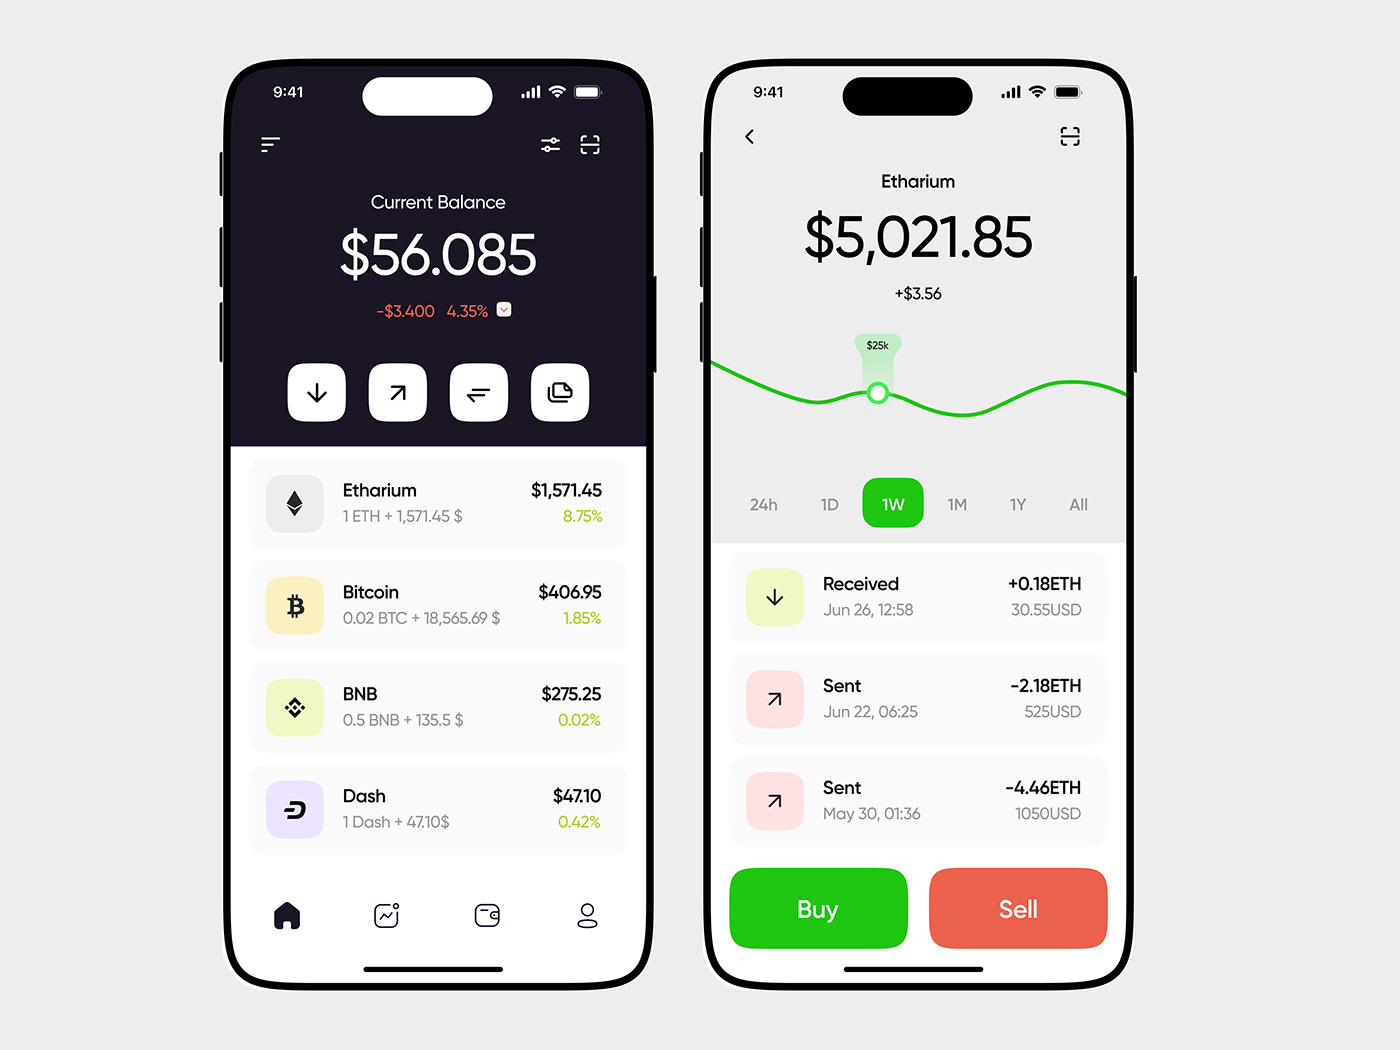 9:41
Current Balance
$56.085
-$3.400 4.35%
Etharium $1,571.45
1 ETH + 1,571.45 $ 8.75%
Bitcoin $406.95
0.02 BTC + 18,565.69 $ 1.85%
BNB $275.25
0.5 BNB + 135.5 $ 0.02%
Dash $47.10
1 Dash + 47.10$ 0.42%
9:41
Etharium
$5,021.85
+$3.56
$25k
24h 1D 1W 1M 1Y All
Received +0.18ETH
Jun 26, 12:58 30.55USD
Sent -2.18ETH
Jun 22, 06:25 525USD
Sent -4.46ETH
May 30, 01:36 1050USD
Buy Sell